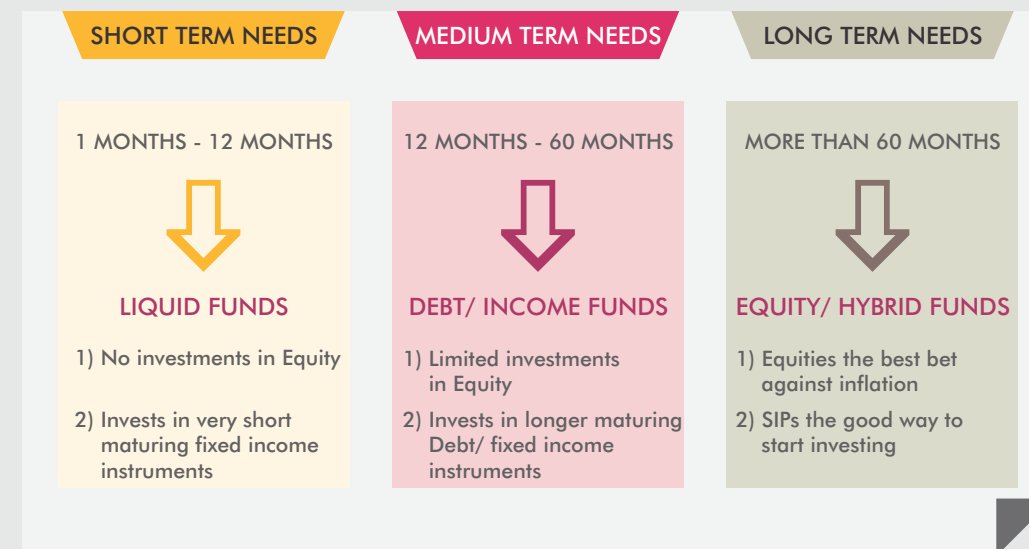 SHORT TERM NEEDS
1 MONTHS - 12 MONTHS
LIQUID FUNDS
1) No investments in Equity
2) Invests in very short
maturing fixed income
instruments
MEDIUM TERM NEEDS
12 MONTHS - 60 MONTHS
DEBT/ INCOME FUNDS
1) Limited investments
in Equity
2) Invests in longer maturing
Debt/ fixed income
instruments
LONG TERM NEEDS
MORE THAN 60 MONTHS
EQUITY/ HYBRID FUNDS
1) Equities the best bet
against inflation
2) SIPs the good way to
start investing